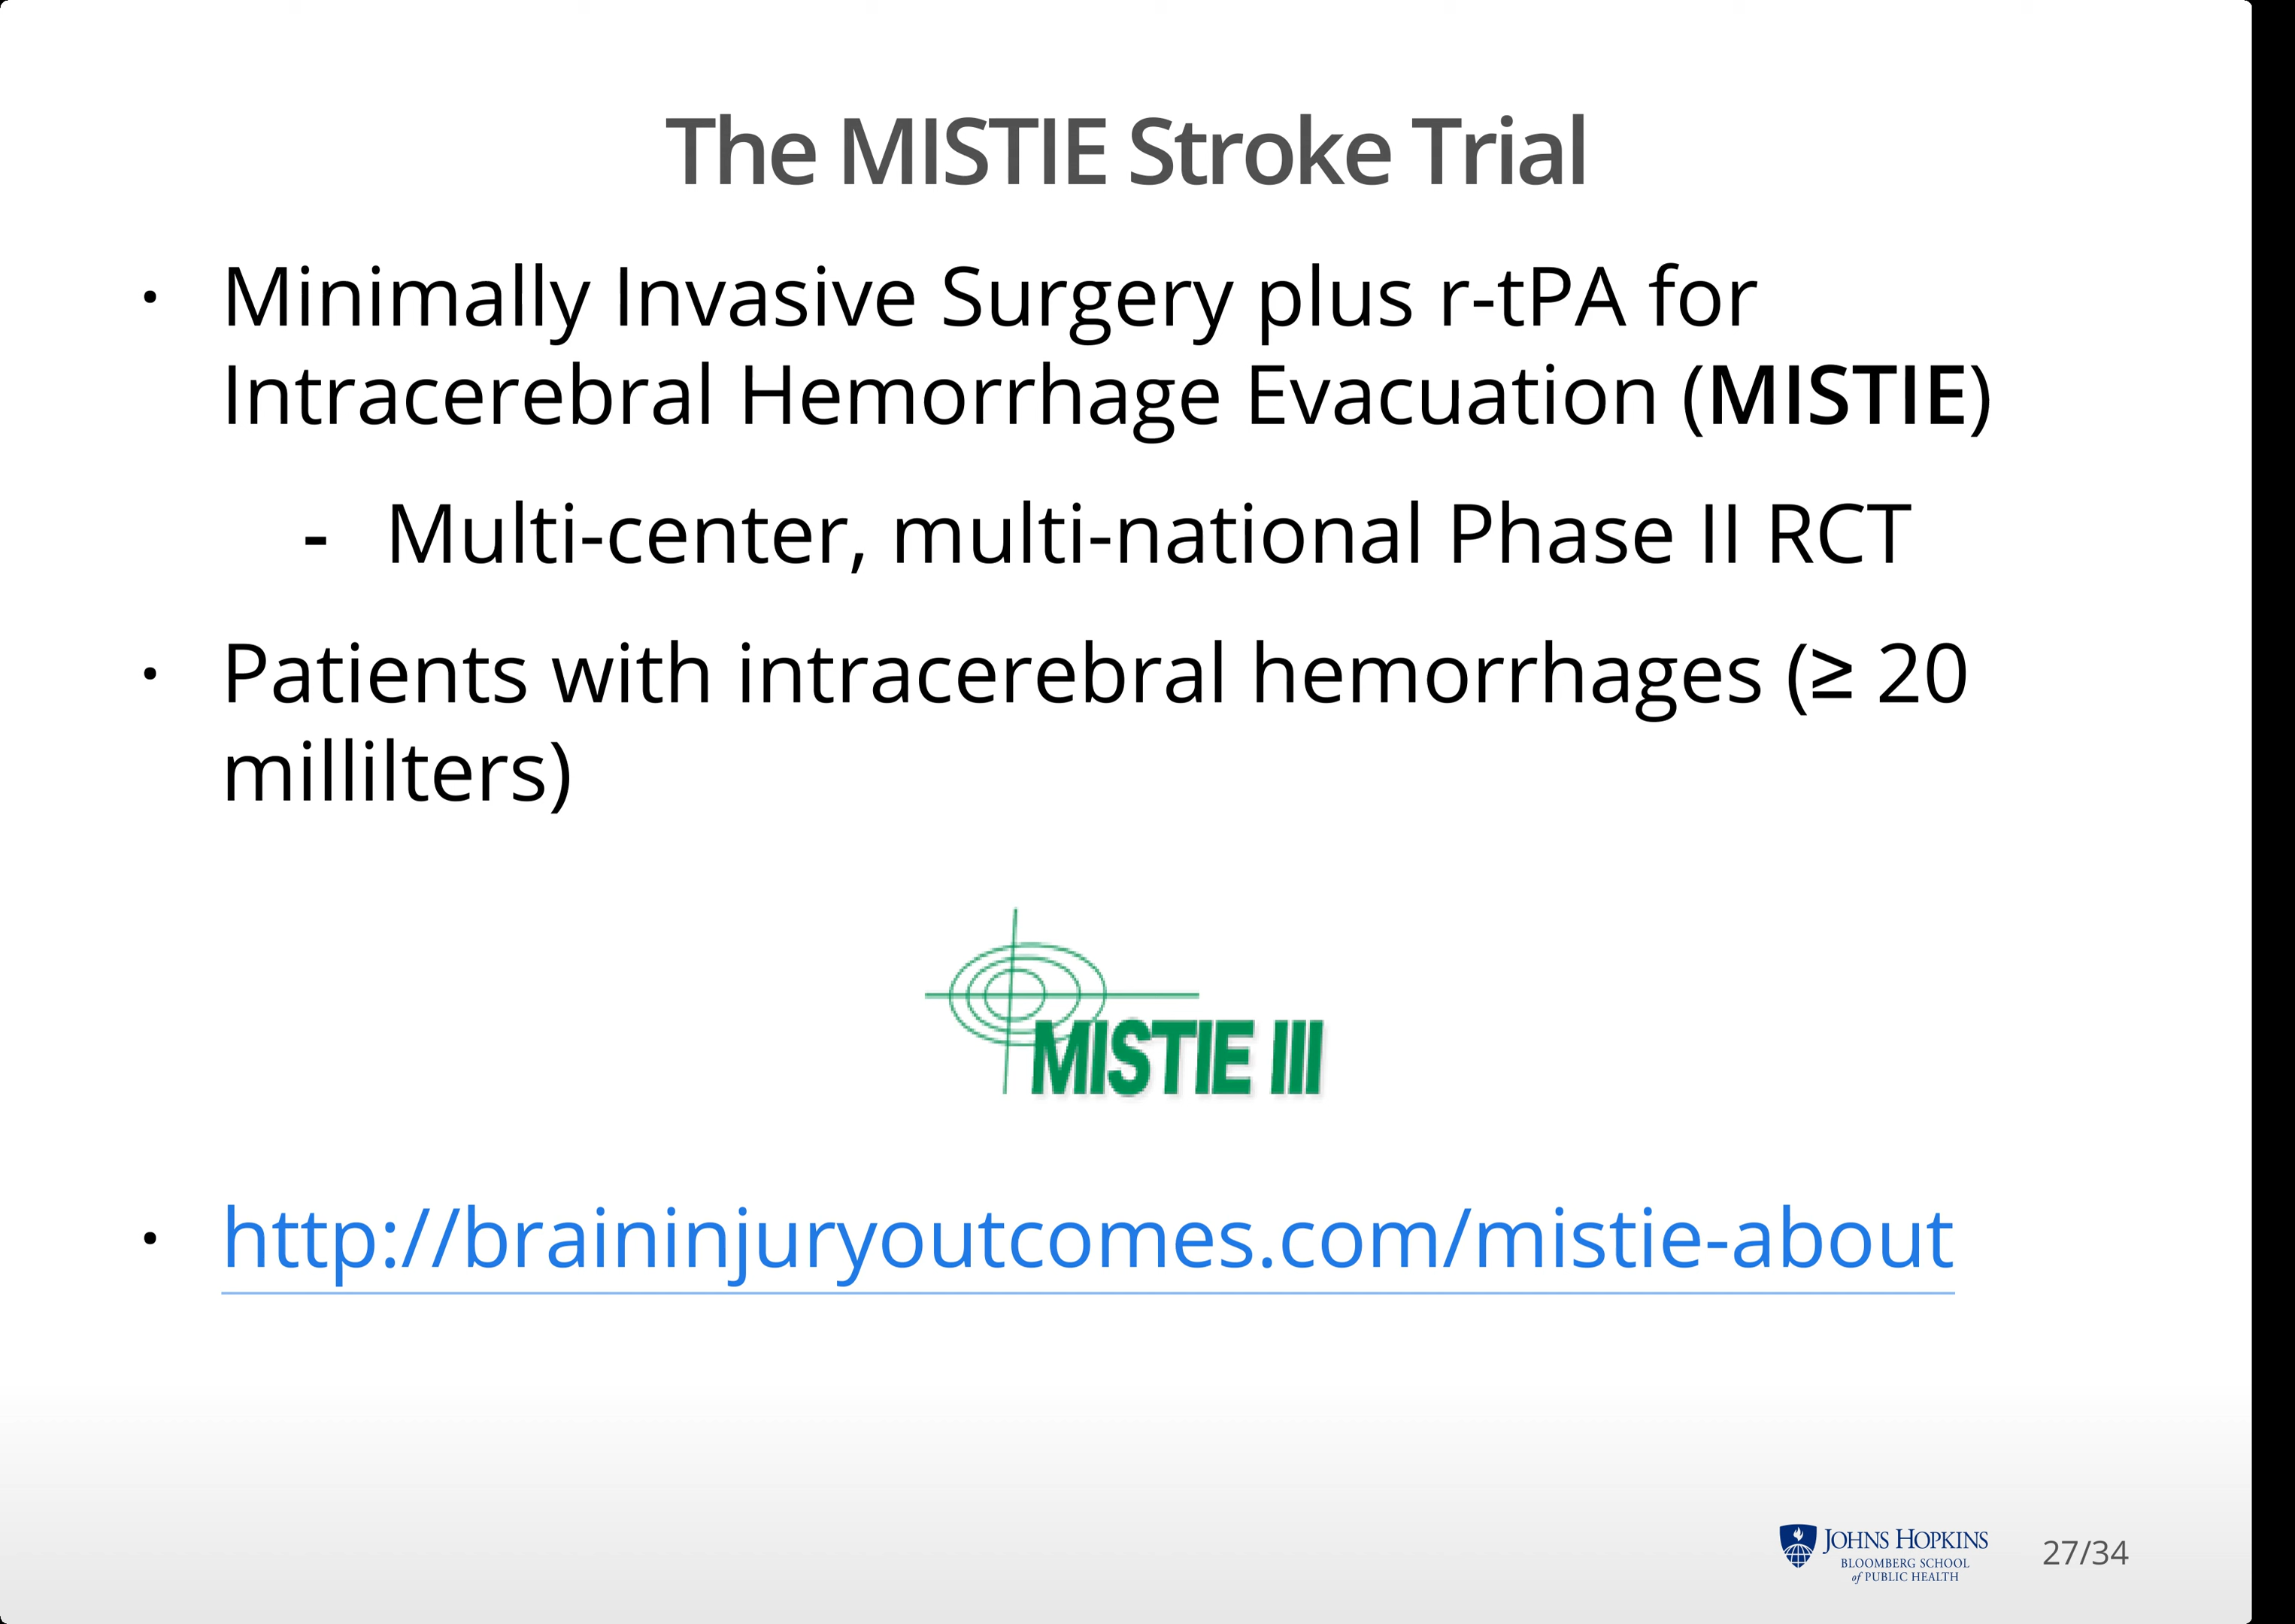 The MISTIE Stroke Trial
• Minimally Invasive Surgery plus r-tPA for
Intracerebral Hemorrhage Evacuation (MISTIE)
- Multi-center, multi-national Phase II RCT
• Patients with intracerebral hemorrhages (≥ 20
millilters)
MISTIE III
• http://braininjuryoutcomes.com/mistie-about
JOHNS HOPKINS
BLOOMBERG SCHOOL
of PUBLIC HEALTH
27/34